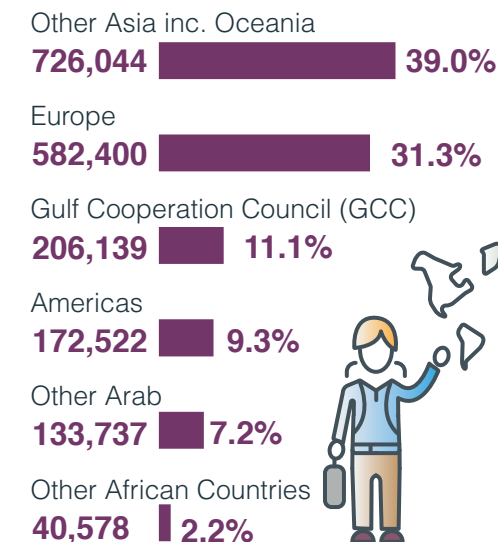 Other Asia inc. Oceania
726,044 39.0%
Europe
582,400 31.3%
Gulf Cooperation Council (GCC)
206,139 11.1%
Americas
172,522 9.3%
Other Arab
133,737 7.2%
Other African Countries
40,578 2.2%